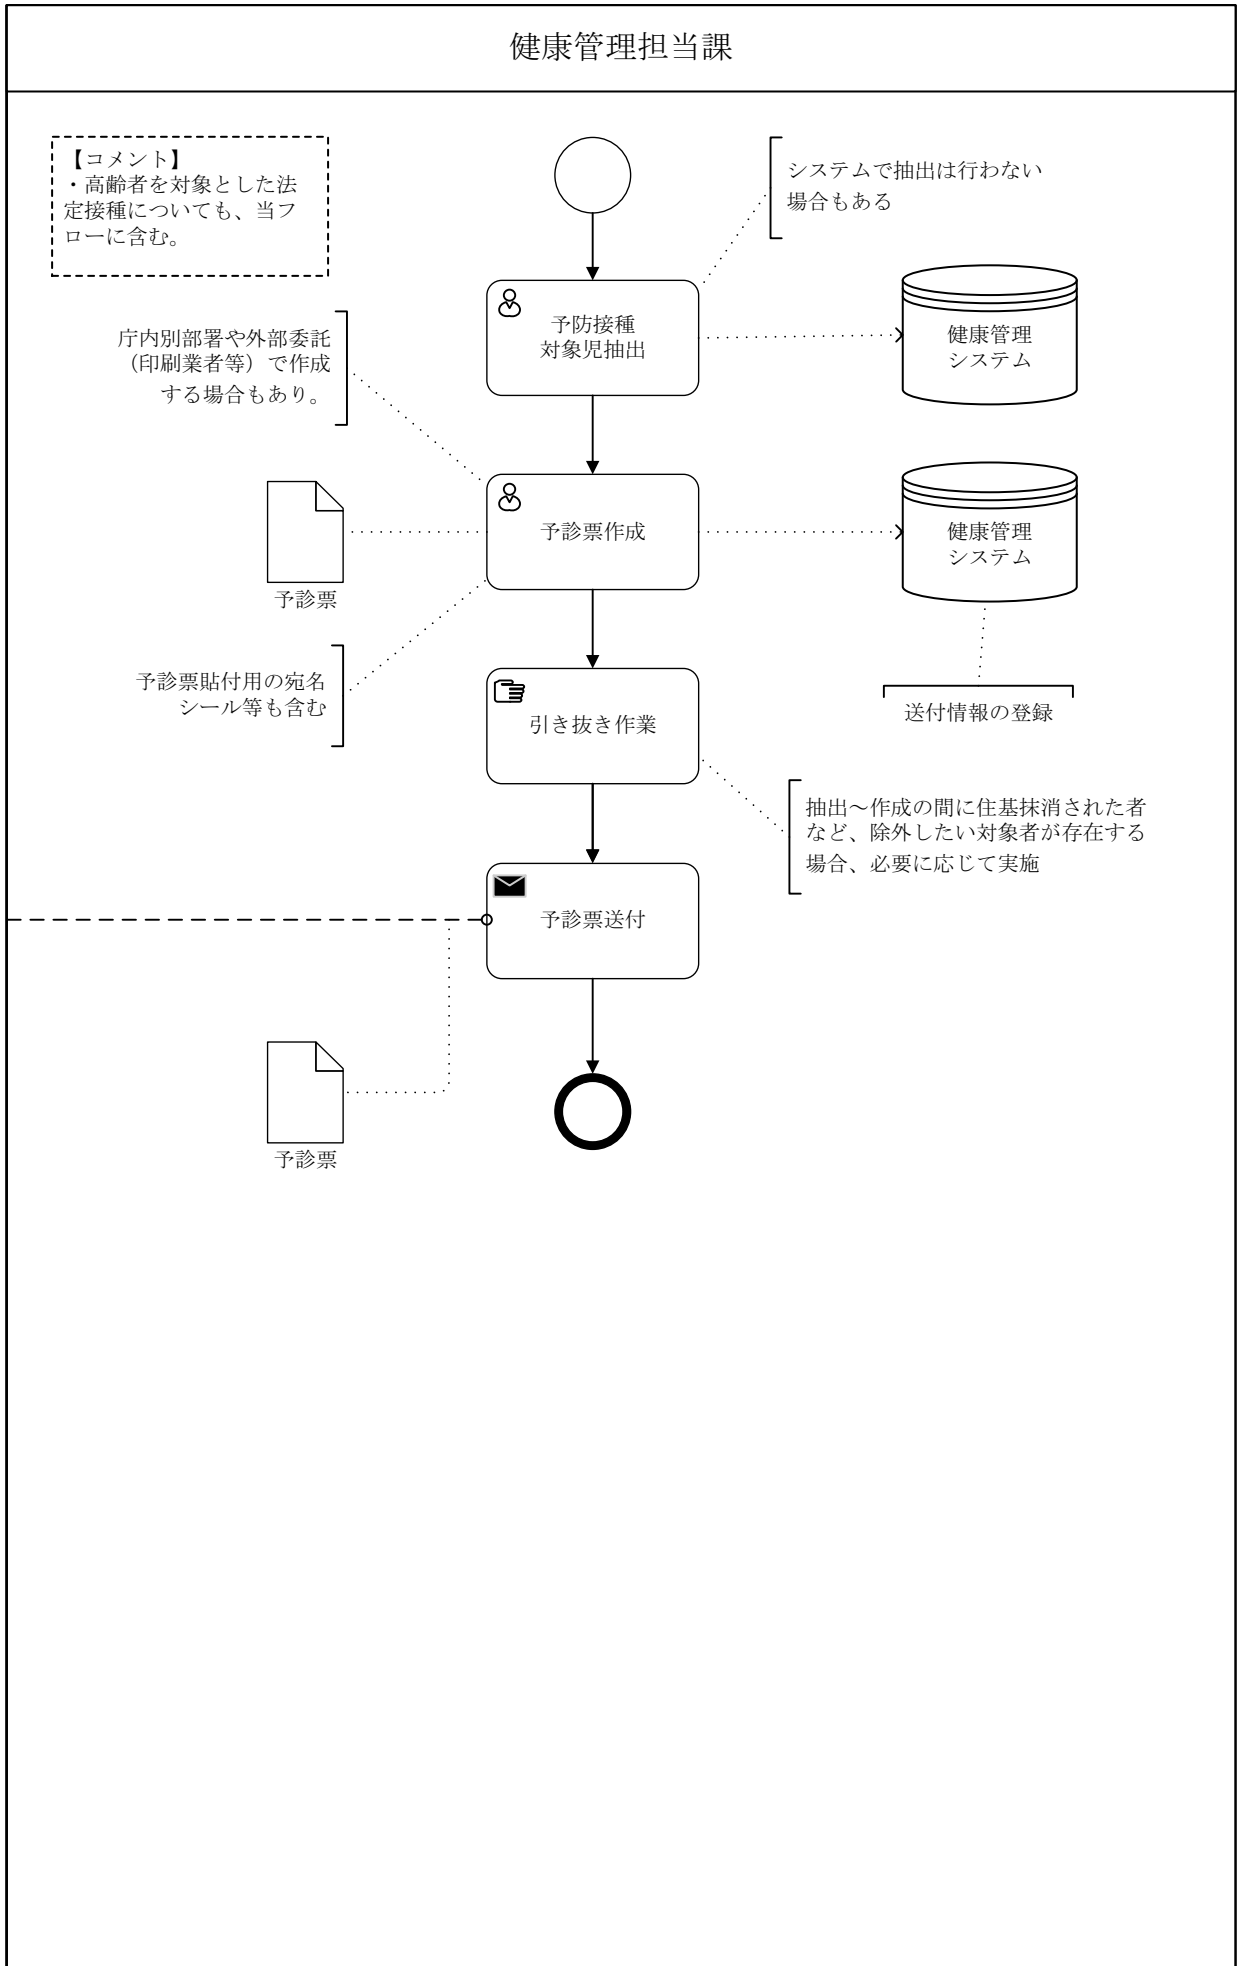 健康管理担当課
【コメント】
・高齢者を対象とした法
定接種についても、当フ
ローに含む。
システムで抽出は行わない
場合もある
予防接種
対象児抽出
健康管理
システム
庁内別部署や外部委託
（印刷業者等）で作成
する場合もあり。
予診票作成
健康管理
システム
予診票
予診票貼付用の宛名
シール等も含む
送付情報の登録
引き抜き作業
抽出～作成の間に住基抹消された者
など、除外したい対象者が存在する
場合、必要に応じて実施
予診票送付
予診票